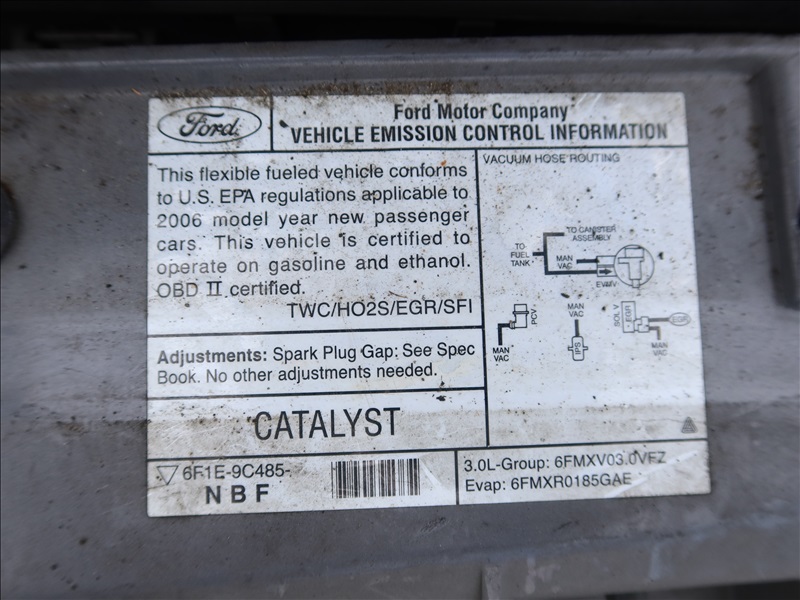 Ford
Ford Motor Company
VEHICLE EMISSION CONTROL INFORMATION
This flexible fueled vehicle conforms
to U.S. EPA regulations applicable to
2006 model year new passenger
cars. This vehicle is certified to
operate on gasoline and ethanol.
OBD II certified.
TWC/HO2S/EGR/SFI
VACUUM HOSE ROUTING
TO CANISTER
ASSEMBLY
TO
FUEL
TANK
MAN
VAC
EVMV
PCV
MAN
VAC
MAN
VAC
IPS
SOL V
- EGR
EGR
MAN
VAC
Adjustments: Spark Plug Gap: See Spec
Book. No other adjustments needed.
CATALYST
6F1E-9C485-
NBF
3.0L-Group: 6FMXV03.0VFZ
Evap: 6FMXR0185GAE